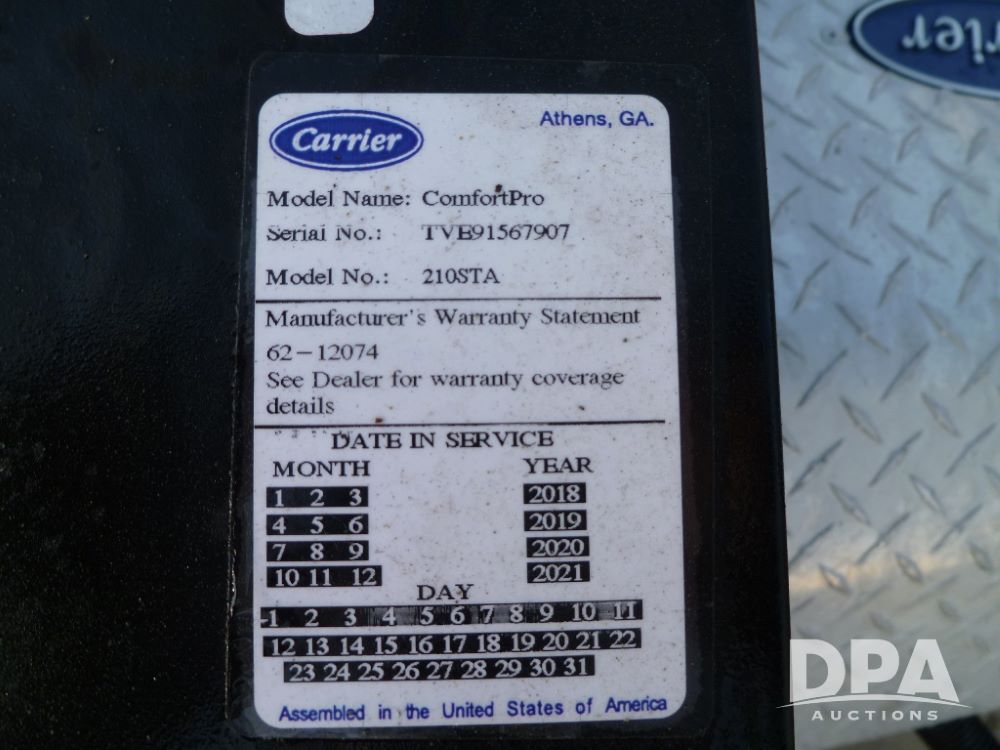 Carrier
Athens, GA.
Model Name: ComfortPro
Serial No.: TVE91567907
Model No.: 210STA
Manufacturer's Warranty Statement
62-12074
See Dealer for warranty coverage
details
DATE IN SERVICE
MONTH YEAR
1 2 3 2018
4 5 6 2019
7 8 9 2020
10 11 12 2021
DAY
1 2 3 4 5 6 7 8 9 10 11
12 13 14 15 16 17 18 19 20 21 22
23 24 25 26 27 28 29 30 31
Assembled in the United States of America
rier
DPA
AUCTIONS